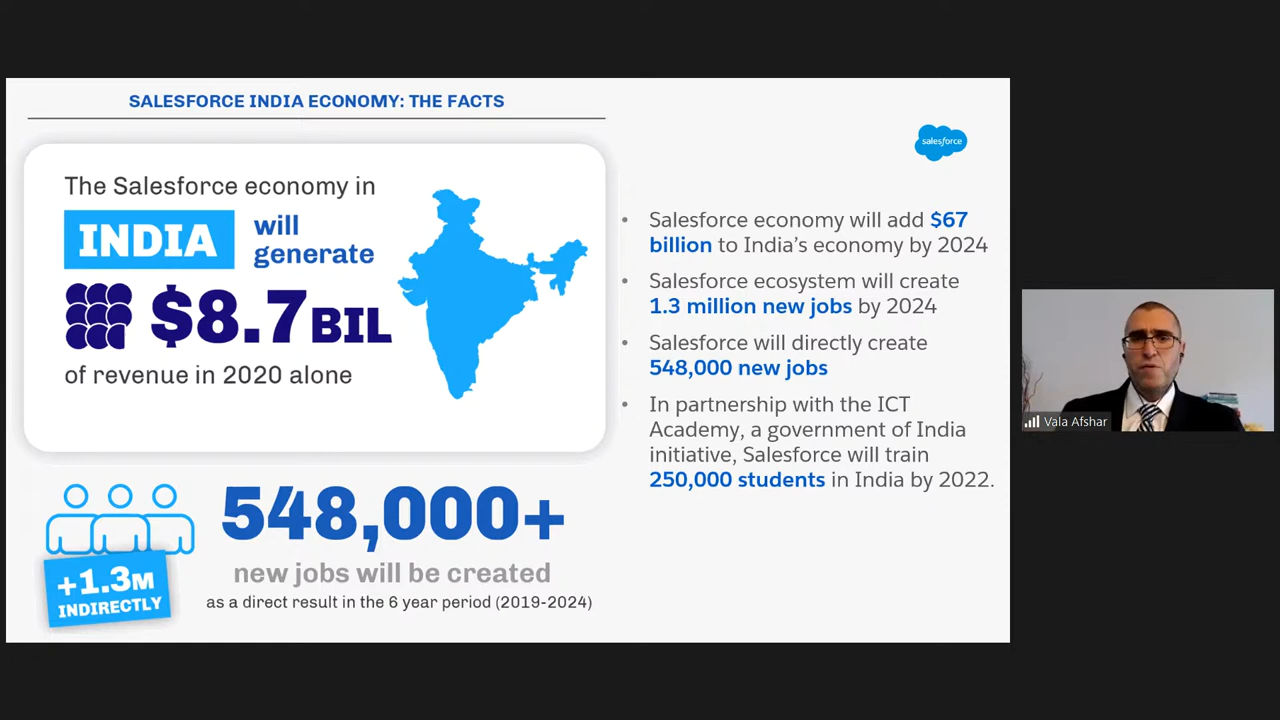 SALESFORCE INDIA ECONOMY: THE FACTS
The Salesforce economy in
INDIA
will
generate
$8.7BIL
of revenue in 2020 alone
548,000+
new jobs will be created
as a direct result in the 6 year period (2019-2024)
+1.3M
INDIRECTLY
salesforce
• Salesforce economy will add $67
billion to India's economy by 2024
• Salesforce ecosystem will create
1.3 million new jobs by 2024
• Salesforce will directly create
548,000 new jobs
• In partnership with the ICT
Academy, a government of India
initiative, Salesforce will train
250,000 students in India by 2022.
Vala Afshar